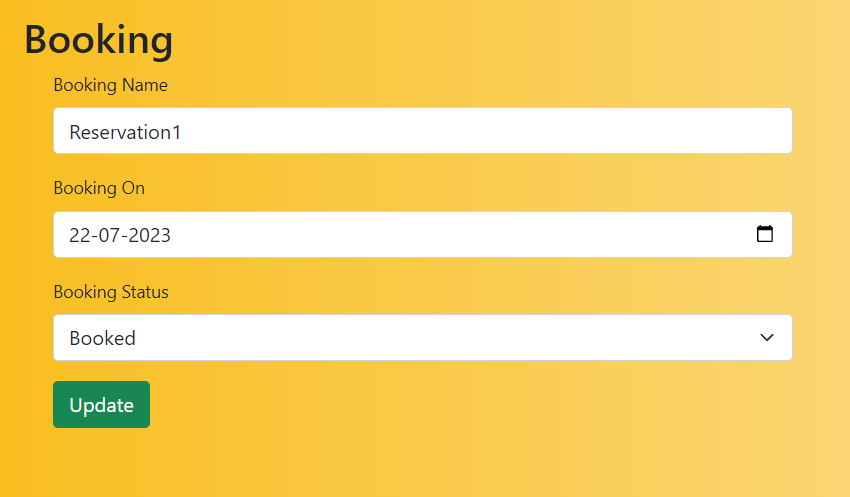 Booking
Booking Name
Reservation1
Booking On
22-07-2023
Booking Status
Booked
Update